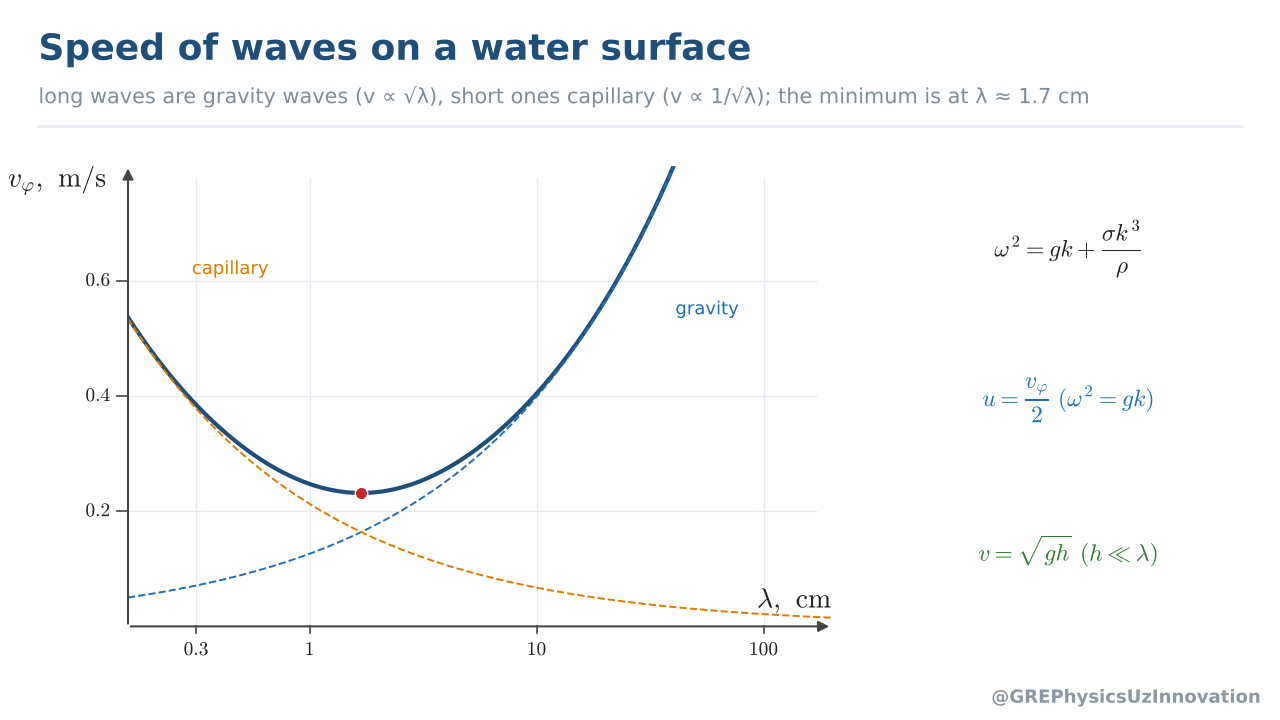 Speed of waves on a water surface
long waves are gravity waves (v ∝ √λ), short ones capillary (v ∝ 1/√λ); the minimum is at λ ≈ 1.7 cm
v_φ, m/s
ω² = gk + σk³/ρ
capillary
0.6
gravity
0.4
u = v_φ/2 (ω² = gk)
0.2
v = √gh (h ≪ λ)
λ, cm
0.3 1 10 100
@GREPhysicsUzInnovation